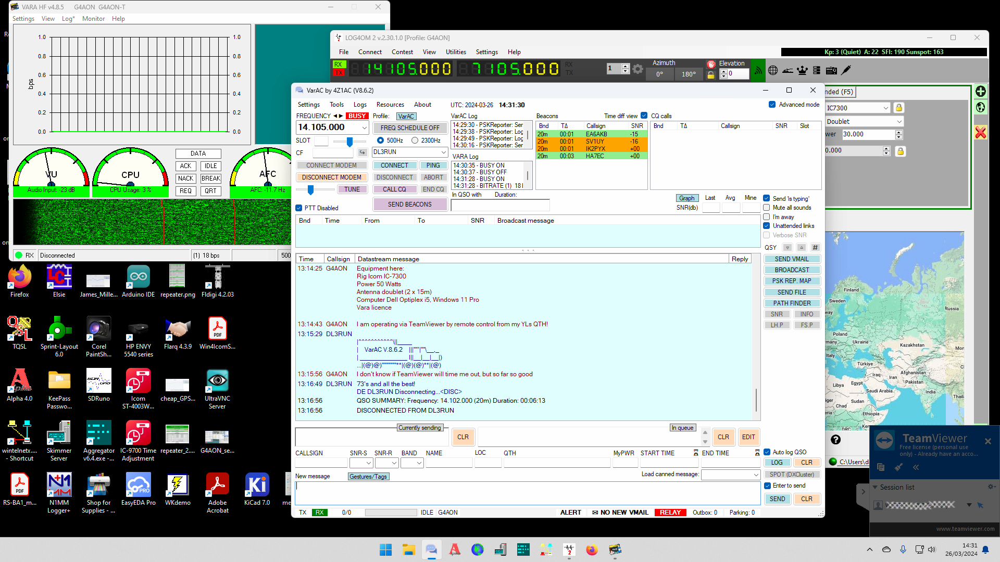 VARA HF v4.8.5 G4AON G4AON-T
Settings View Log* Monitor Help
1.0 1.0
0.8 0.8
0.6 0.6
0.4 0.4
0.2 0.2
0.0 0.0
bps
VU
Audio Input: -23 dB
CPU
CPU Usage: 3 %
DATA
ACK IDLE
NACK BREAK
REQ QRT
AFC
AFC: -11.7 Hz
RX Disconnected (1) 18 bps 500
LOG4OM 2 v.2.30.1.0 [Profile: G4AON]
File Connect Contest View Utilities Settings Help
Kp: 3 (Quiet) A: 22 SFI: 190 Sunspot: 163
RX 14105.000 7105.000 RX
TX TX
1
Azimuth
0° 180°
Elevation
0
nded (F5)
IC7300
Doublet
wer 30.000
0.000
VarAC by 4Z1AC (V8.6.2)
Settings Tools Logs Resources About UTC: 2024-03-26 14:31:30 Advanced mode
FREQUENCY BUSY Profile: VarAC
14.105.000 FREQ SCHEDULE OFF
SLOT 500Hz 2300Hz
CF DL3RUN
CONNECT MODEM CONNECT PING
DISCONNECT MODEM DISCONNECT ABORT
TUNE CALL CQ END CQ
PTT Disabled SEND BEACONS
VarAC Log
14:29:30 - PSKReporter: Ser
14:29:38 - PSKReporter: Log
14:29:49 - PSKReporter: Log
14:30:16 - PSKReporter: Ser
VARA Log
14:30:35 - BUSY ON
14:30:37 - BUSY OFF
14:31:28 - BUSY ON
14:31:28 - BITRATE (1) 18 l
In QSO with Duration:
Beacons Time diff view
Bnd TΔ Callsign SNR
20m 00:01 EA6AKB -15
20m 00:01 SV1UY -16
20m 00:01 IK2PYX +00
20m 00:03 HA7EC +00
CQ calls
Bnd TΔ Callsign SNR Slot
Graph Last Avg Mine
SNR(db)
Send 'is typing'
Mute all sounds
I'm away
Unattended links
Verbose SNR
QSY #
SEND VMAIL
BROADCAST
PSK REP. MAP
SEND FILE
PATH FINDER
SNR INFO
LH.P FS.P
Bnd Time From To SNR Broadcast message
Time Callsign Datastream message Reply
13:14:25 G4AON Equipment here:
Rig Icom IC-7300
Power 50 Watts
Antenna doublet (2 x 15m)
Computer Dell Optiplex i5, Windows 11 Pro
Vara licence
13:14:43 G4AON I am operating via TeamViewer by remote control from my YLs QTH!
13:15:29 DL3RUN
|^^^^^^^^^^^\||_____
| VarAC V.8.6.2 |||""'|""\__,_
| _____________ |||__|__|__|)
...|(@)@)"""""""**|(@)(@)**|(@)
13:15:56 G4AON I don't know if TeamViewer will time me out, but so far so good
13:16:49 DL3RUN 73's and all the best!
DE DL3RUN Disconnecting...<DISC>
13:16:56 QSO SUMMARY: Frequency: 14.102.000 (20m) Duration: 00:06:13
13:16:56 DISCONNECTED FROM DL3RUN
Currently sending CLR In queue CLR EDIT
CALLSIGN SNR-S SNR-R BAND NAME LOC QTH MyPWR START TIME END TIME
Auto log QSO
LOG CLR
SPOT (DXCluster)
New message Gestures/Tags Load canned message:
Enter to send
SEND CLR
TX RX 0/0 IDLE G4AON ALERT NO NEW VMAIL RELAY Outbox: 0 Parking: 0
Finland
Sweden
way
Russia
Poland
many Ukraine
Kazakhstan
Mon
Italy
Türkiye
Iraq Iran Afghanistan
Pakistan
Libya Egypt
Saudi Arabia
India
iger
Chad Sudan
Tha
eria
Ethiopia
DRC
C:\Users\d
TeamViewer
Free license (personal use
only) - Already have an acco...
Session list
www.teamviewer.com
Firefox
Elsie
James_Mille...
Arduino IDE
repeater.png
Fldigi 4.2.03
TQSL
Sprint-Layout
6.0
Corel
PaintSh...
HP ENVY
5540 series
Flarq 4.3.9
Win4IcomS...
Alpha 4.0
KeePass
Passwo...
SDRuno
Icom
ST-4003W...
cheap_GPS...
UltraVNC
Server
wintelnetx....
- Shortcut
Skimmer
Server
Aggregator
v6.4.exe -...
IC-9700 Time
Adjustment
repeater_2....
G4AON_se...
RS-BA1_m...
N1MM
Logger+
Shop for
Supplies - ...
EasyEDA Pro
WKdemo
Adobe
Acrobat
KiCad 7.0
me
14:31
26/03/2024